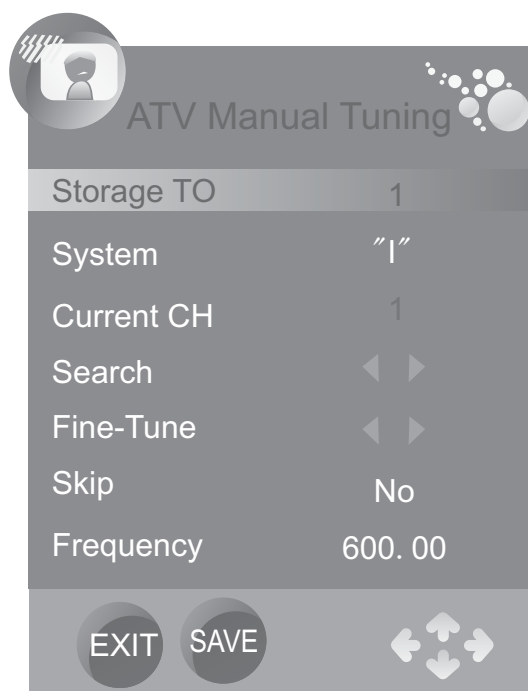 ATV Manual Tuning
Storage TO 1
System ″I″
Current CH 1
Search
Fine-Tune
Skip No
Frequency 600. 00
EXIT SAVE